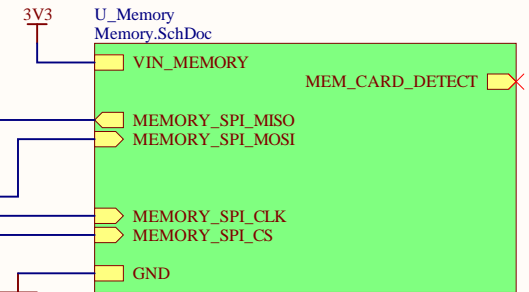 3V3
U_Memory
Memory.SchDoc
VIN_MEMORY
MEM_CARD_DETECT
MEMORY_SPI_MISO
MEMORY_SPI_MOSI
MEMORY_SPI_CLK
MEMORY_SPI_CS
GND